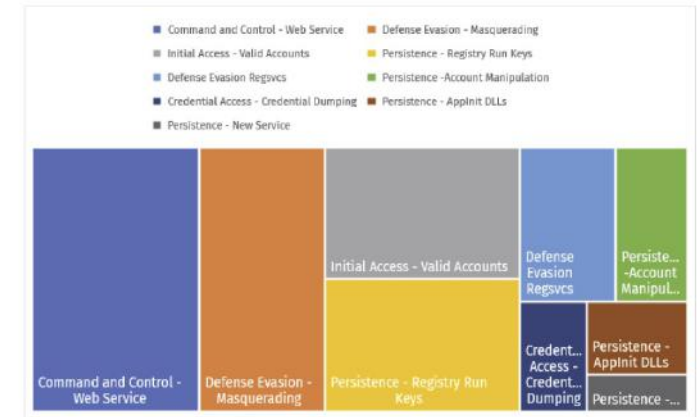 Command and Control - Web Service
Defense Evasion - Masquerading
Initial Access - Valid Accounts
Persistence - Registry Run Keys
Defense Evasion Regsvcs
Persistence -Account Manipulation
Credential Access - Credential Dumping
Persistence - AppInit DLLs
Persistence - New Service
Command and Control -
Web Service
Defense Evasion -
Masquerading
Initial Access - Valid Accounts
Persistence - Registry Run
Keys
Defense
Evasion
Regsvcs
Persiste...
-Account
Manipul...
Credent...
Access -
Credent...
Dumping
Persistence -
AppInit DLLs
Persistence -...